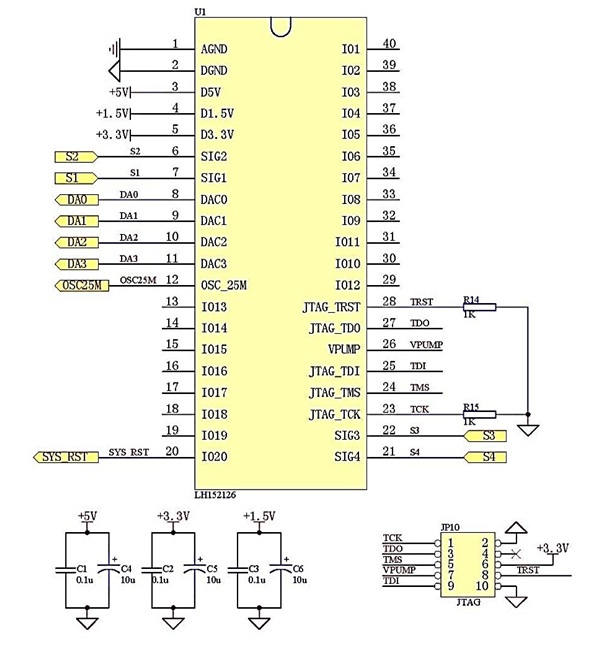 U1
1 AGND IO1 40
2 DGND IO2 39
+5V 3 D5V IO3 38
+1.5V 4 D1.5V IO4 37
+3.3V 5 D3.3V IO5 36
S2 S2 6 SIG2 IO6 35
S1 S1 7 SIG1 IO7 34
DA0 DA0 8 DAC0 IO8 33
DA1 DA1 9 DAC1 IO9 32
DA2 DA2 10 DAC2 IO11 31
DA3 DA3 11 DAC3 IO10 30
OSC25M OSC25M 12 OSC_25M IO12 29
13 IO13 JTAG_TRST 28 TRST R14
1K
14 IO14 JTAG_TDO 27 TDO
15 IO15 VPUMP 26 VPUMP
16 IO16 JTAG_TDI 25 TDI
17 IO17 JTAG_TMS 24 TMS
18 IO18 JTAG_TCK 23 TCK R15
1K
19 IO19 SIG3 22 S3 S3
SYS_RST SYS_RST 20 IO20 SIG4 21 S4 S4
LH152126
+5V +3.3V +1.5V
C1 C4 C2 C5 C3 C6
0.1u 10u 0.1u 10u 0.1u 10u
JP10
TCK 1 2
TDO 3 4 +3.3V
TMS 5 6
VPUMP 7 8 TRST
TDI 9 10
JTAG